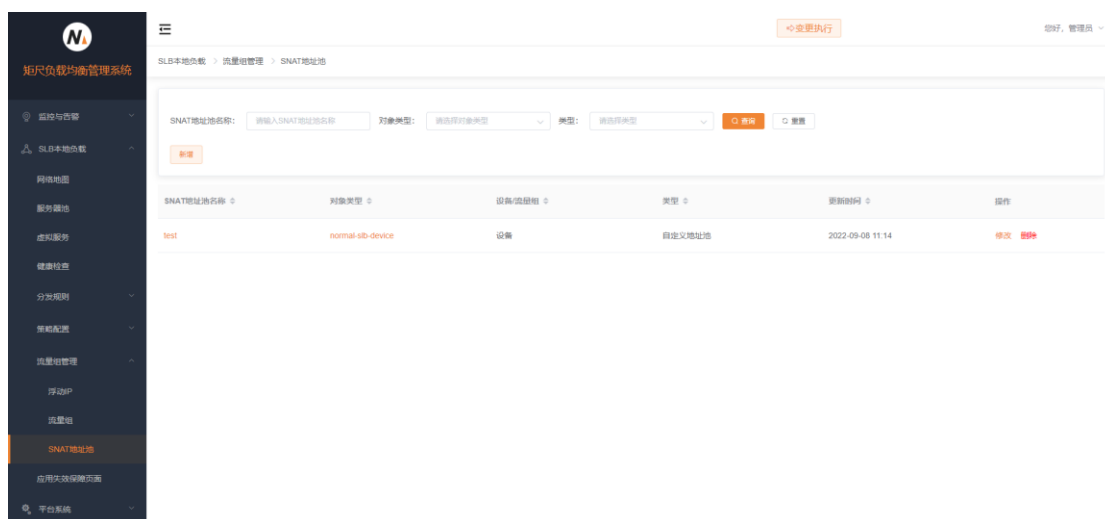 N
变更执行
您好，管理员
矩尺负载均衡管理系统
SLB本地负载 > 流量组管理 > SNAT地址池
监控与告警
SLB本地负载
网络地图
服务器池
虚拟服务
健康检查
分发规则
策略配置
流量组管理
浮动IP
流量组
SNAT地址池
应用失效保障页面
平台系统
SNAT地址池名称： 请输入SNAT地址池名称 对象类型： 请选择对象类型 类型： 请选择类型 查询 重置
新增
SNAT地址池名称 对象类型 设备/流量组 类型 更新时间 操作
test normal-slb-device 设备 自定义地址池 2022-09-08 11:14 修改 删除